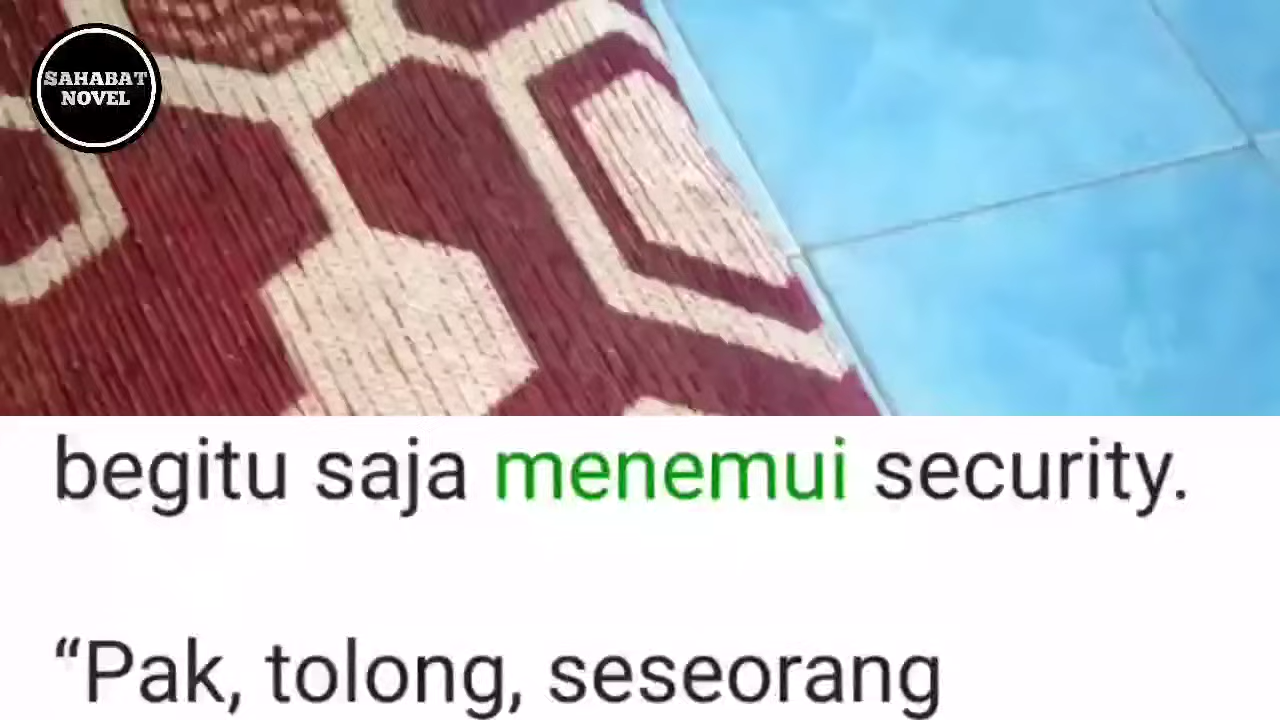 SAHABAT
NOVEL
begitu saja menemui security.
“Pak, tolong, seseorang